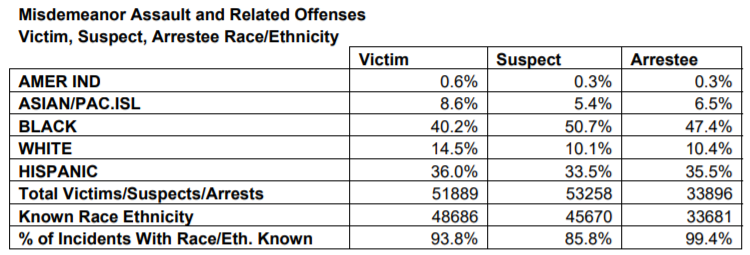 Misdemeanor Assault and Related Offenses
Victim, Suspect, Arrestee Race/Ethnicity
Victim Suspect Arrestee
AMER IND 0.6% 0.3% 0.3%
ASIAN/PAC.ISL 8.6% 5.4% 6.5%
BLACK 40.2% 50.7% 47.4%
WHITE 14.5% 10.1% 10.4%
HISPANIC 36.0% 33.5% 35.5%
Total Victims/Suspects/Arrests 51889 53258 33896
Known Race Ethnicity 48686 45670 33681
% of Incidents With Race/Eth. Known 93.8% 85.8% 99.4%